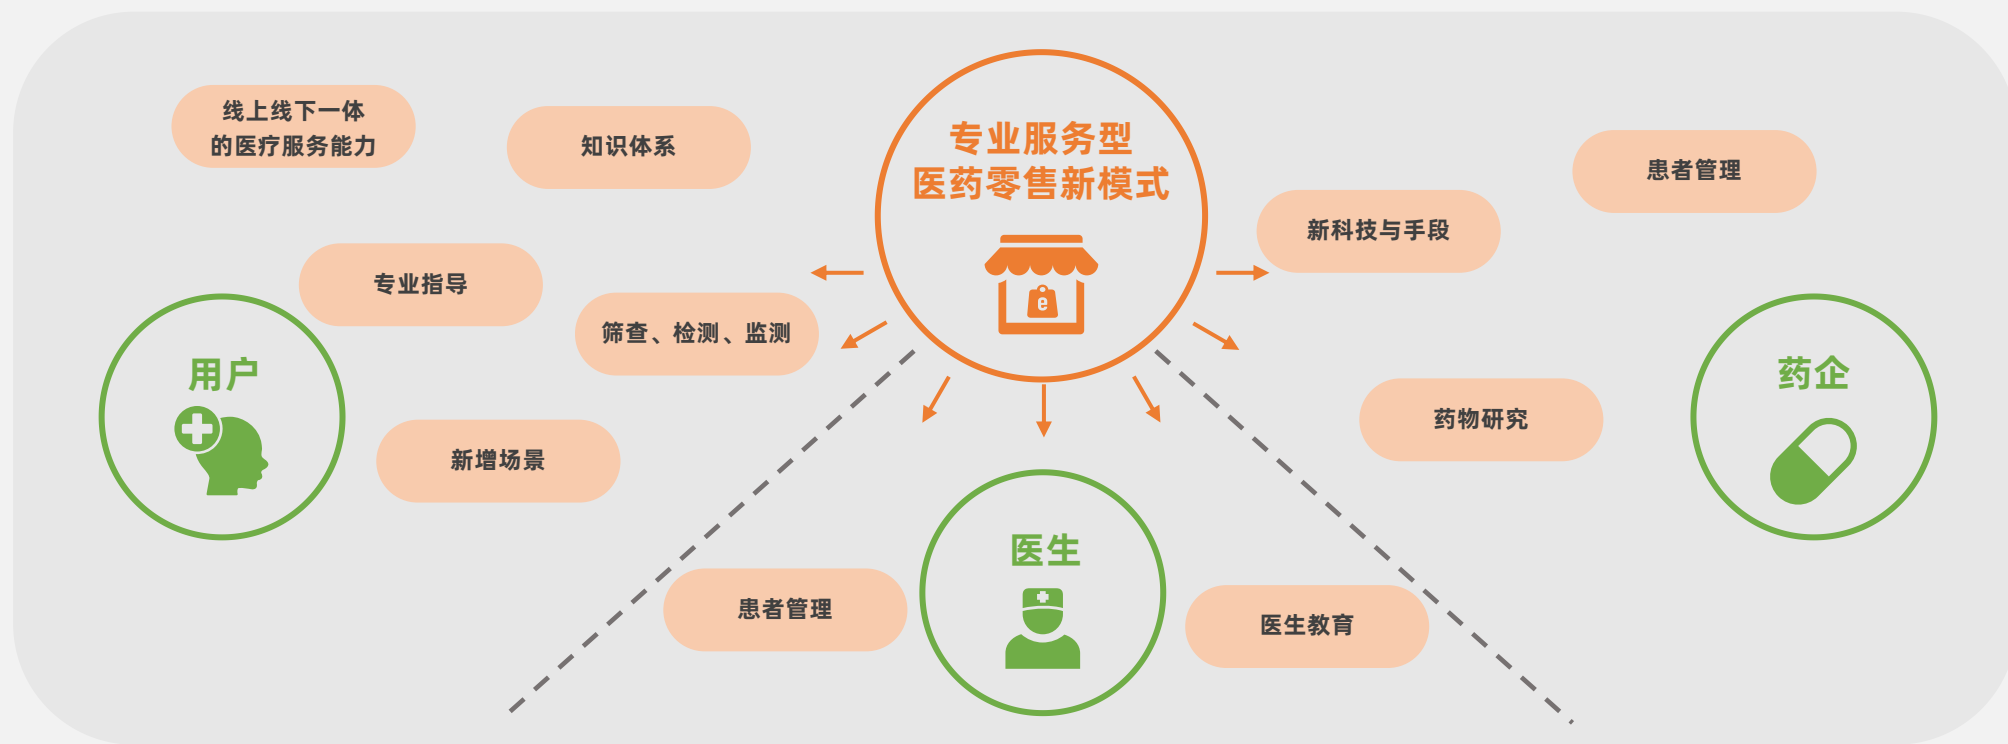 线上线下一体
的医疗服务能力
知识体系
专业指导
筛查、检测、监测
新增场景
用户
专业服务型
医药零售新模式
e
新科技与手段
患者管理
药物研究
药企
患者管理
医生
医生教育